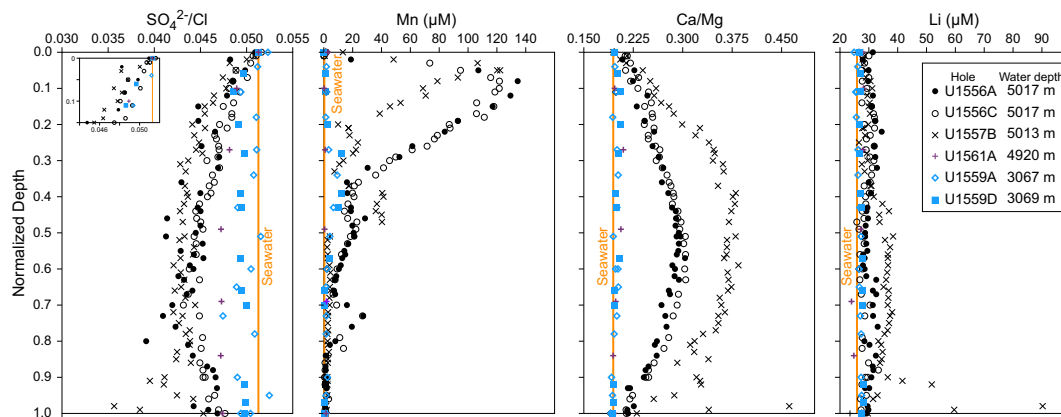 SO₄²⁻/Cl Mn (µM) Ca/Mg Li (µM)
0.030 0.035 0.040 0.045 0.050 0.055 0 20 40 60 80 100 120 140 0.150 0.225 0.300 0.375 0.450 20 30 40 50 60 70 80 90
0.0
0.1
0.2
0.3
0.4
0.5
0.6
0.7
0.8
0.9
1.0
Normalized Depth
0
0.1
0.046 0.050
Seawater
Seawater
Seawater
Seawater
Hole Water depth
U1556A 5017 m
U1556C 5017 m
U1557B 5013 m
U1561A 4920 m
U1559A 3067 m
U1559D 3069 m